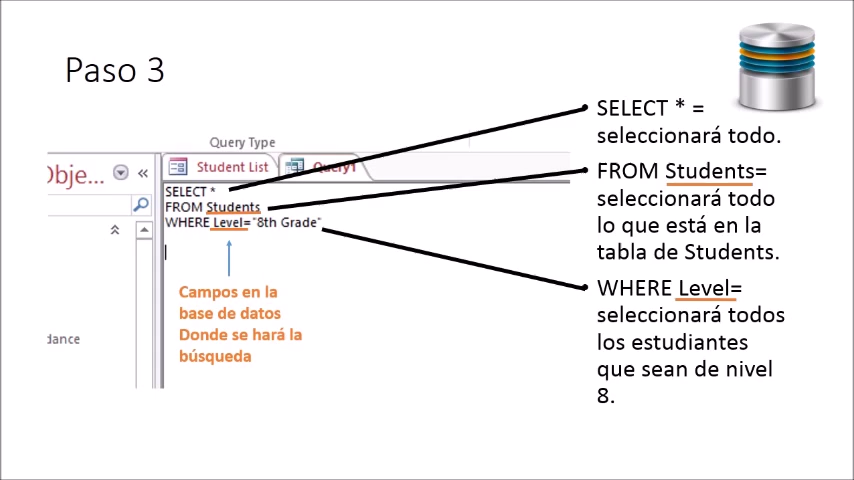 Paso 3
Query Type
Obje... «
Student List
Query1
SELECT *
FROM Students
WHERE Level="8th Grade"
dance
Campos en la
base de datos
Donde se hará la
búsqueda
SELECT * =
seleccionará todo.
FROM Students=
seleccionará todo
lo que está en la
tabla de Students.
WHERE Level=
seleccionará todos
los estudiantes
que sean de nivel
8.